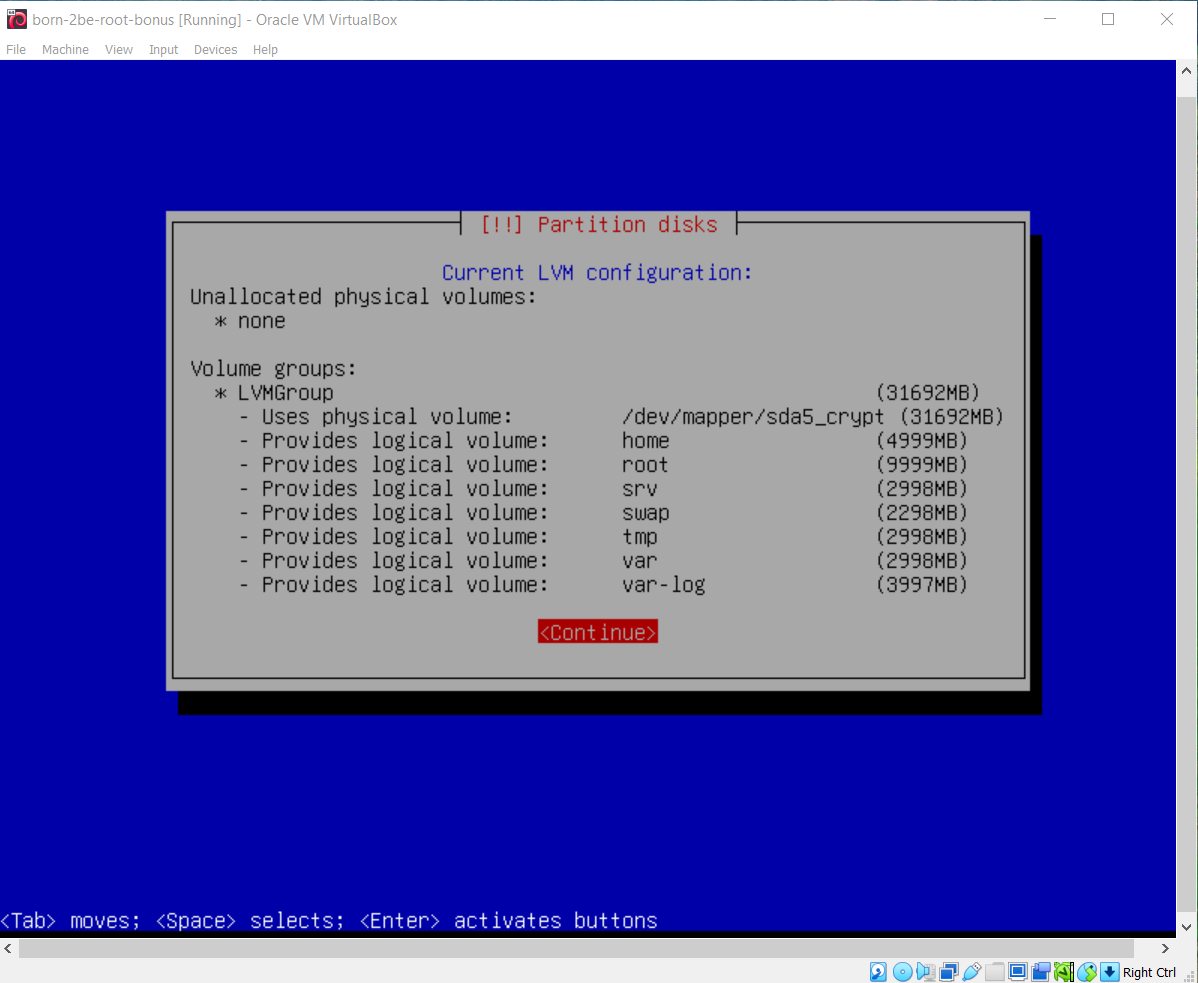 born-2be-root-bonus [Running] - Oracle VM VirtualBox
File Machine View Input Devices Help
[!!] Partition disks
Current LVM configuration:
Unallocated physical volumes:
* none
Volume groups:
* LVMGroup (31692MB)
- Uses physical volume: /dev/mapper/sda5_crypt (31692MB)
- Provides logical volume: home (4999MB)
- Provides logical volume: root (9999MB)
- Provides logical volume: srv (2998MB)
- Provides logical volume: swap (2298MB)
- Provides logical volume: tmp (2998MB)
- Provides logical volume: var (2998MB)
- Provides logical volume: var-log (3997MB)
<Continue>
<Tab> moves; <Space> selects; <Enter> activates buttons
Right Ctrl